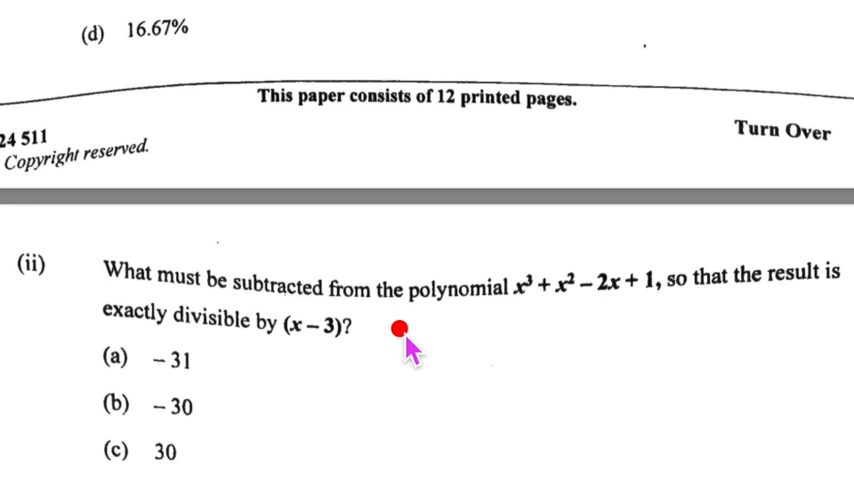 (d) 16.67%
This paper consists of 12 printed pages.
24 511
Turn Over
Copyright reserved.
(ii) What must be subtracted from the polynomial x³ + x² – 2x + 1, so that the result is
exactly divisible by (x – 3)?
(a) – 31
(b) – 30
(c) 30